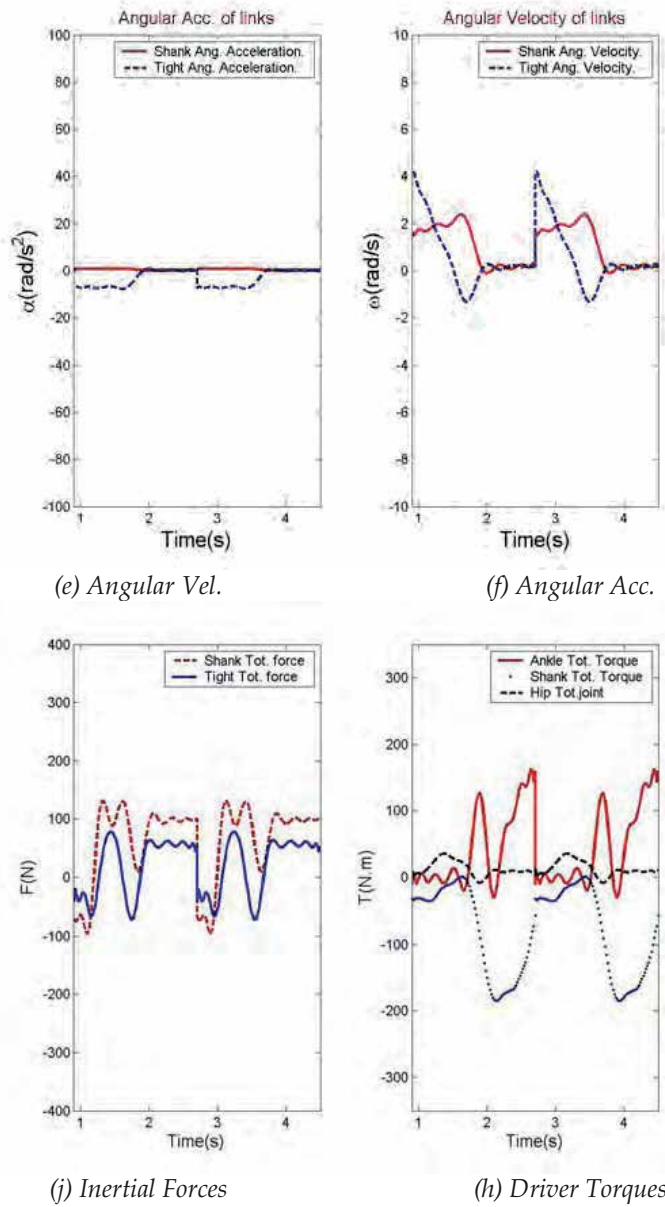 Angular Acc. of links
Shank Ang. Acceleration.
Tight Ang. Acceleration.
100
80
60
40
20
0
-20
-40
-60
-80
-100
α(rad/s²)
1 2 3 4
Time(s)
(e) Angular Vel.
Angular Velocity of links
Shank Ang. Velocity.
Tight Ang. Velocity.
10
8
6
4
2
0
-2
-4
-6
-8
-10
ω(rad/s)
1 2 3 4
Time(s)
(f) Angular Acc.
Shank Tot. force
Tight Tot. force
400
300
200
100
0
-100
-200
-300
-400
F(N)
1 2 3 4
Time(s)
(j) Inertial Forces
Ankle Tot. Torque
Shank Tot. Torque
Hip Tot.joint
300
200
100
0
-100
-200
-300
T(N.m)
1 2 3 4
Time(s)
(h) Driver Torques